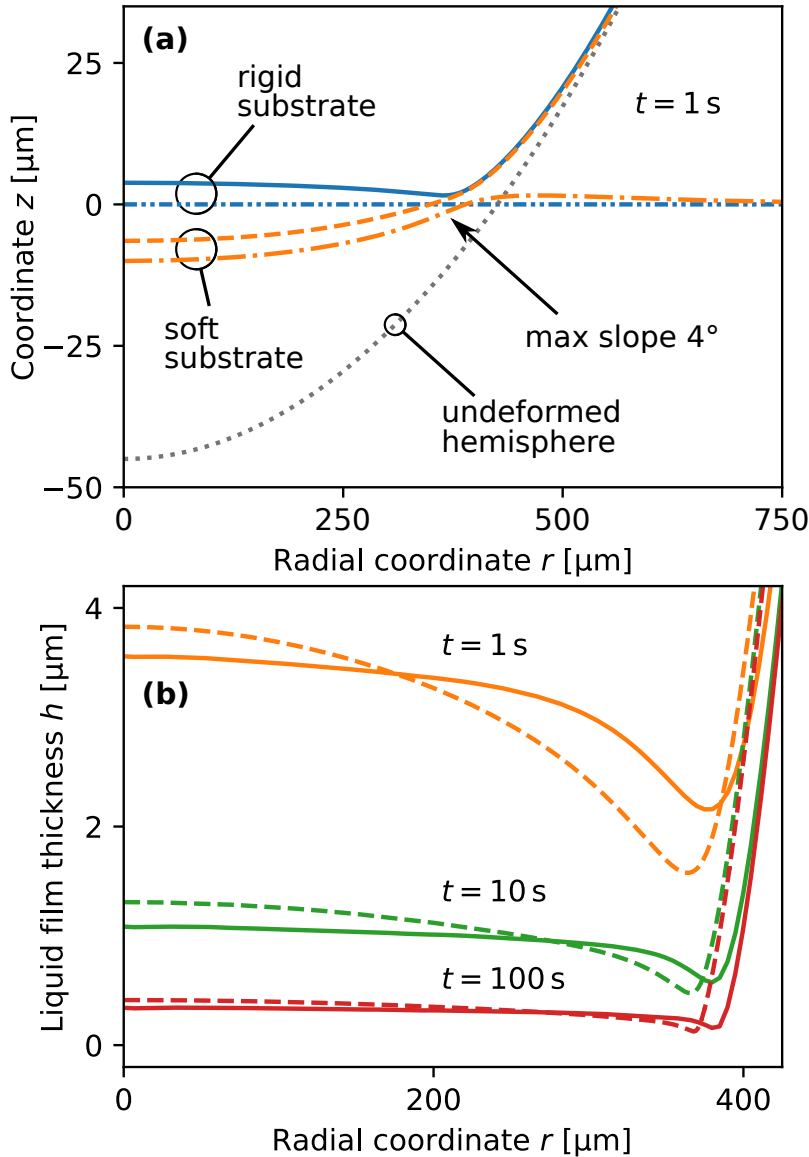 (a)
rigid
substrate
t = 1 s
soft
substrate
max slope 4°
undeformed
hemisphere
25
0
−25
−50
Coordinate z [µm]
0
250
500
750
Radial coordinate r [µm]
(b)
t = 1 s
t = 10 s
t = 100 s
4
2
0
Liquid film thickness h [µm]
0
200
400
Radial coordinate r [µm]